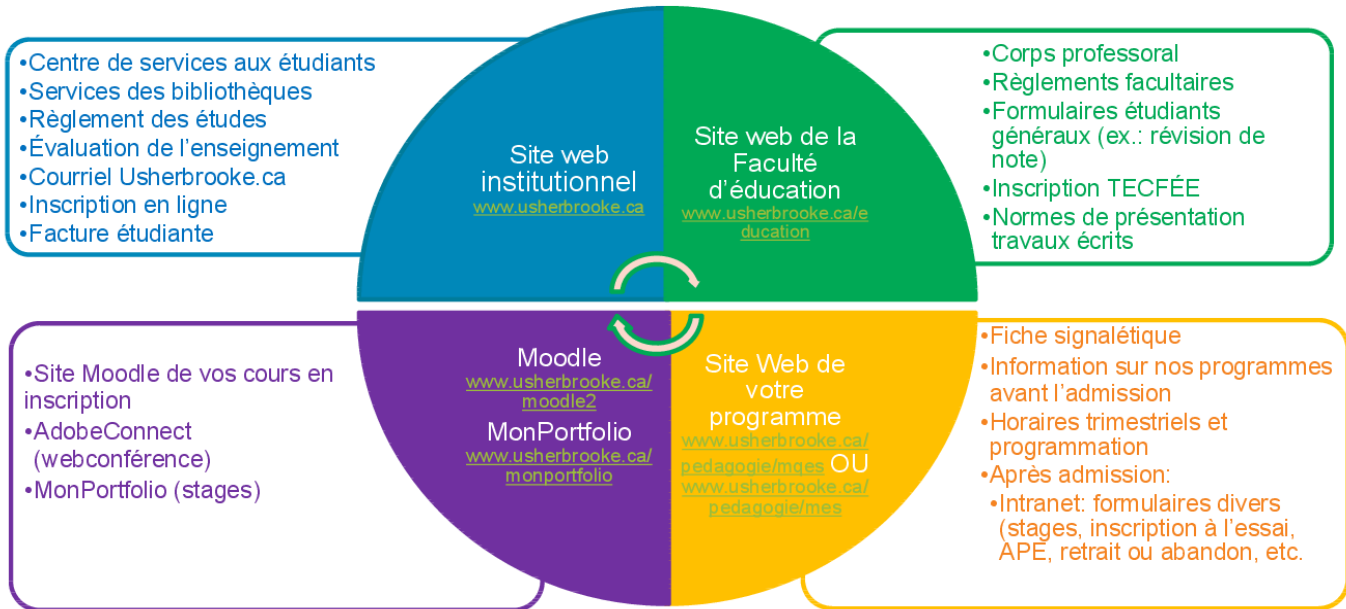 •Centre de services aux étudiants
•Services des bibliothèques
•Règlement des études
•Évaluation de l'enseignement
•Courriel Usherbrooke.ca
•Inscription en ligne
•Facture étudiante
Site web
institutionnel
www.usherbrooke.ca
Site web de la
Faculté
d'éducation
www.usherbrooke.ca/e
ducation
•Corps professoral
•Règlements facultaires
•Formulaires étudiants
généraux (ex.: révision de
note)
•Inscription TECFÉE
•Normes de présentation
travaux écrits
•Site Moodle de vos cours en
inscription
•AdobeConnect
(webconférence)
•MonPortfolio (stages)
Moodle
www.usherbrooke.ca/
moodle2
MonPortfolio
www.usherbrooke.ca/
monportfolio
Site Web de
votre
programme
www.usherbrooke.ca/
pedagogie/mqes OU
www.usherbrooke.ca/
pedagogie/mes
•Fiche signalétique
•Information sur nos programmes
avant l'admission
•Horaires trimestriels et
programmation
•Après admission:
•Intranet: formulaires divers
(stages, inscription à l'essai,
APE, retrait ou abandon, etc.